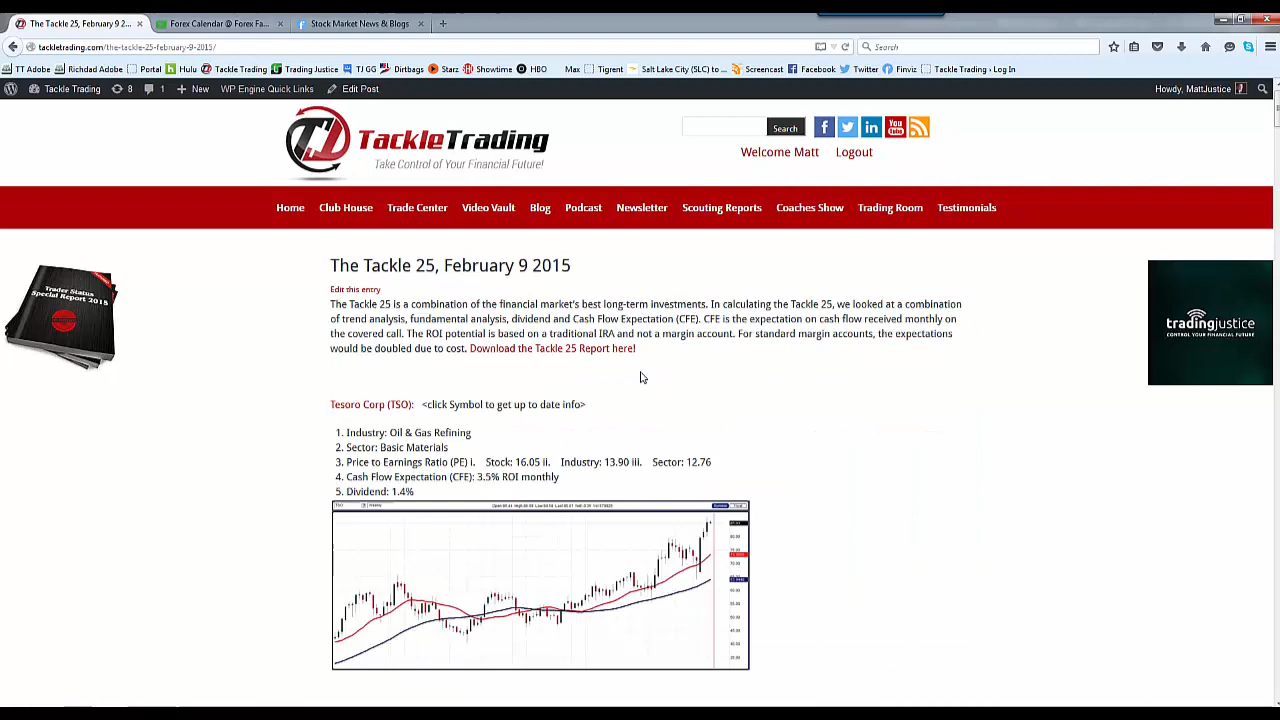 The Tackle 25, February 9 2...
Forex Calendar @ Forex Fa...
Stock Market News & Blogs
tackletrading.com/the-tackle-25-february-9-2015/
Search
TT Adobe
Richdad Adobe
Portal
Hulu
Tackle Trading
Trading Justice
TJ GG
Dirtbags
Starz
Showtime
HBO
Max
Tigrent
Salt Lake City (SLC) to ...
Screencast
Facebook
Twitter
Finviz
Tackle Trading › Log In
Tackle Trading
8
1
New
WP Engine Quick Links
Edit Post
Howdy, MattJustice
TackleTrading
Take Control of Your Financial Future!
Search
You
Tube
Welcome Matt
Logout
Home
Club House
Trade Center
Video Vault
Blog
Podcast
Newsletter
Scouting Reports
Coaches Show
Trading Room
Testimonials
Trader Status
Special Report 2015
tradingjustice
CONTROL YOUR FINANCIAL FUTURE
The Tackle 25, February 9 2015
Edit this entry
The Tackle 25 is a combination of the financial market's best long-term investments. In calculating the Tackle 25, we looked at a combination
of trend analysis, fundamental analysis, dividend and Cash Flow Expectation (CFE). CFE is the expectation on cash flow received monthly on
the covered call. The ROI potential is based on a traditional IRA and not a margin account. For standard margin accounts, the expectations
would be doubled due to cost. Download the Tackle 25 Report here!
Tesoro Corp (TSO): <click Symbol to get up to date info>
1. Industry: Oil & Gas Refining
2. Sector: Basic Materials
3. Price to Earnings Ratio (PE) i. Stock: 16.05 ii. Industry: 13.90 iii. Sector: 12.76
4. Cash Flow Expectation (CFE): 3.5% ROI monthly
5. Dividend: 1.4%